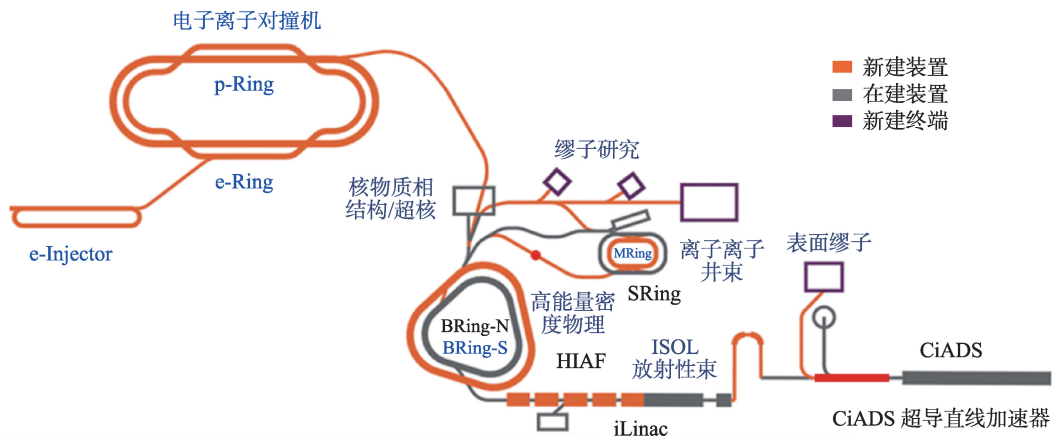 电子离子对撞机
p-Ring
e-Ring
e-Injector
新建装置
在建装置
新建终端
缪子研究
核物质相
结构/超核
MRing
SRing
离子离子
井束
表面缪子
高能量密
度物理
BRing-N
BRing-S
HIAF
ISOL
放射性束
iLinac
CiADS
CiADS 超导直线加速器